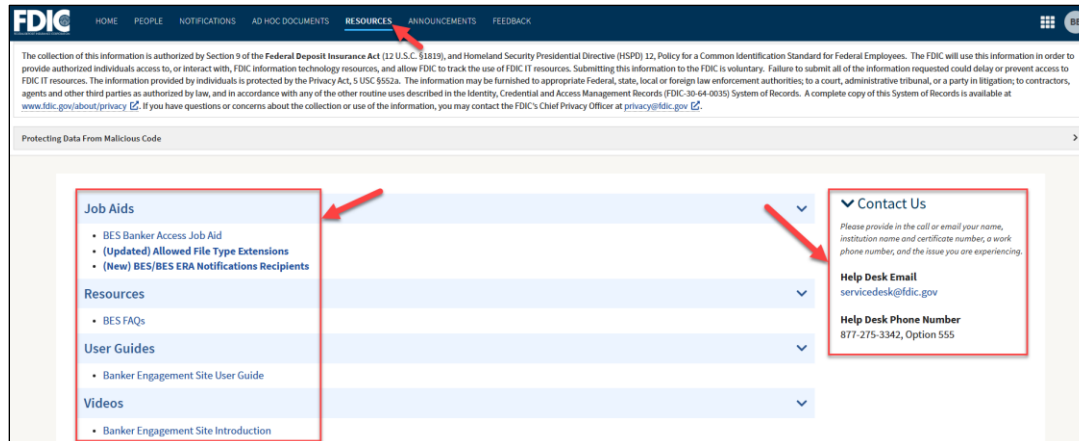 FDIC
HOME PEOPLE NOTIFICATIONS AD HOC DOCUMENTS RESOURCES ANNOUNCEMENTS FEEDBACK
The collection of this information is authorized by Section 9 of the Federal Deposit Insurance Act (12 U.S.C. §1819), and Homeland Security Presidential Directive (HSPD) 12, Policy for a Common Identification Standard for Federal Employees. The FDIC will use this information in order to
provide authorized individuals access to, or interact with, FDIC information technology resources, and allow FDIC to track the use of FDIC IT resources. Submitting this information to the FDIC is voluntary. Failure to submit all of the information requested could delay or prevent access to
FDIC IT resources. The information provided by individuals is protected by the Privacy Act, 5 USC §552a. The information may be furnished to appropriate Federal, state, local or foreign law enforcement authorities; to a court, administrative tribunal, or a party in litigation; to contractors,
agents and other third parties as authorized by law, and in accordance with any of the other routine uses described in the Identity, Credential and Access Management Records (FDIC-30-64-0035) System of Records. A complete copy of this System of Records is available at
www.fdic.gov/about/privacy. If you have questions or concerns about the collection or use of the information, you may contact the FDIC's Chief Privacy Officer at privacy@fdic.gov.
Protecting Data From Malicious Code
Job Aids
• BES Banker Access Job Aid
• (Updated) Allowed File Type Extensions
• (New) BES/BES ERA Notifications Recipients
Resources
• BES FAQs
User Guides
• Banker Engagement Site User Guide
Videos
• Banker Engagement Site Introduction
Contact Us
Please provide in the call or email your name,
institution name and certificate number, a work
phone number, and the issue you are experiencing.
Help Desk Email
servicedesk@fdic.gov
Help Desk Phone Number
877-275-3342, Option 555